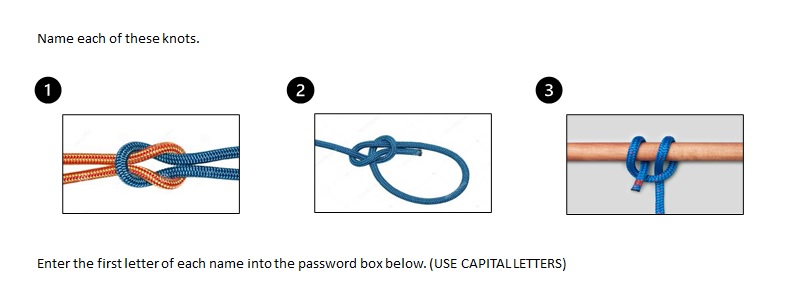 Name each of these knots.
1 2 3
Enter the first letter of each name into the password box below. (USE CAPITAL LETTERS)